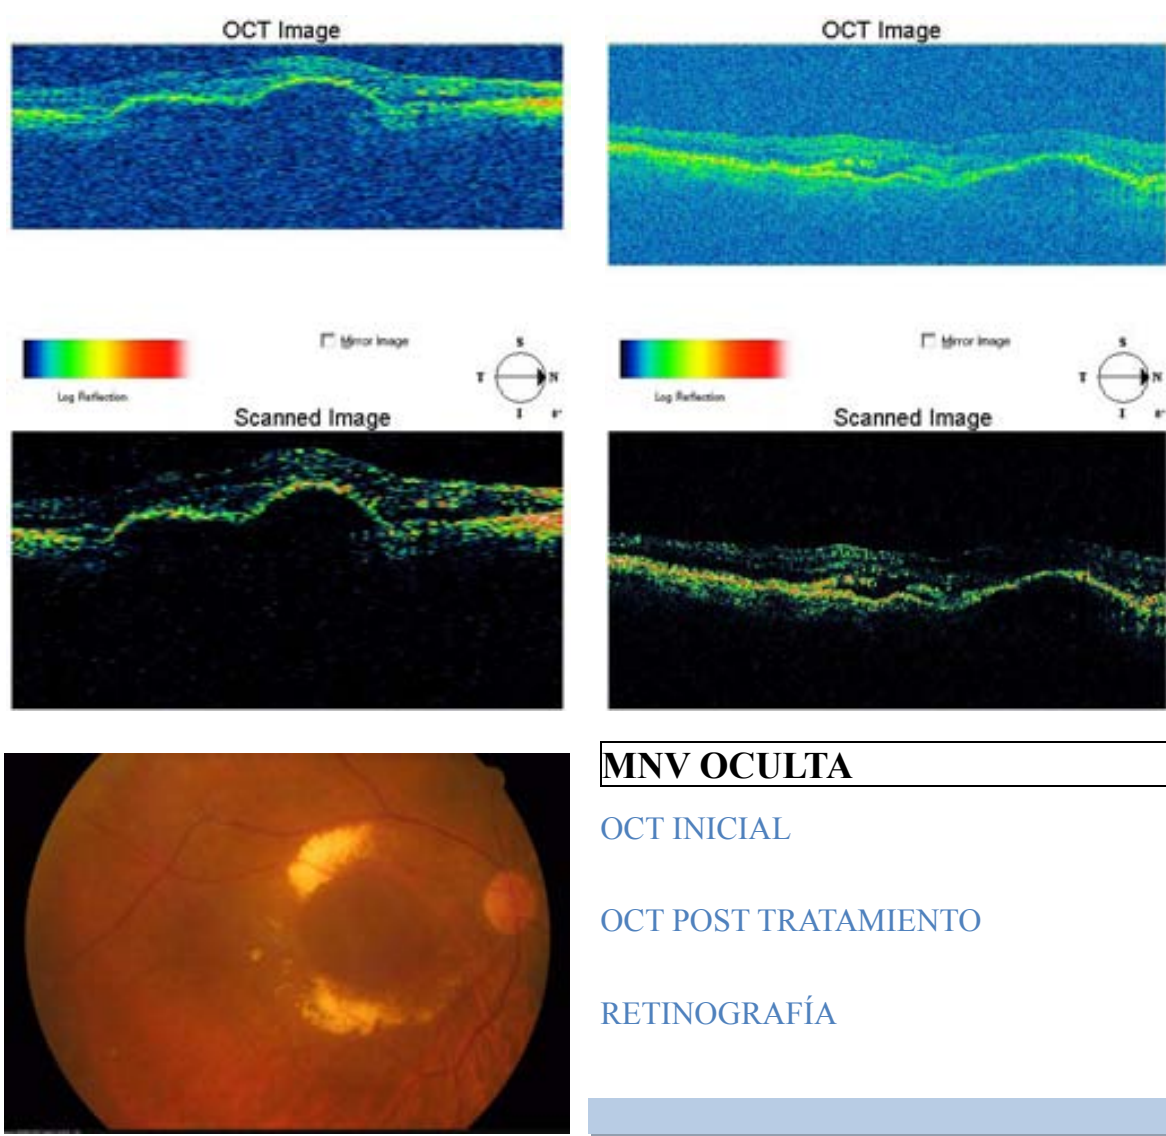 OCT Image
OCT Image
Mirror Image
S
T
N
I
Log Reflection
Scanned Image
Mirror Image
S
T
N
I
Log Reflection
Scanned Image
MNV OCULTA
OCT INICIAL
OCT POST TRATAMIENTO
RETINOGRAFÍA